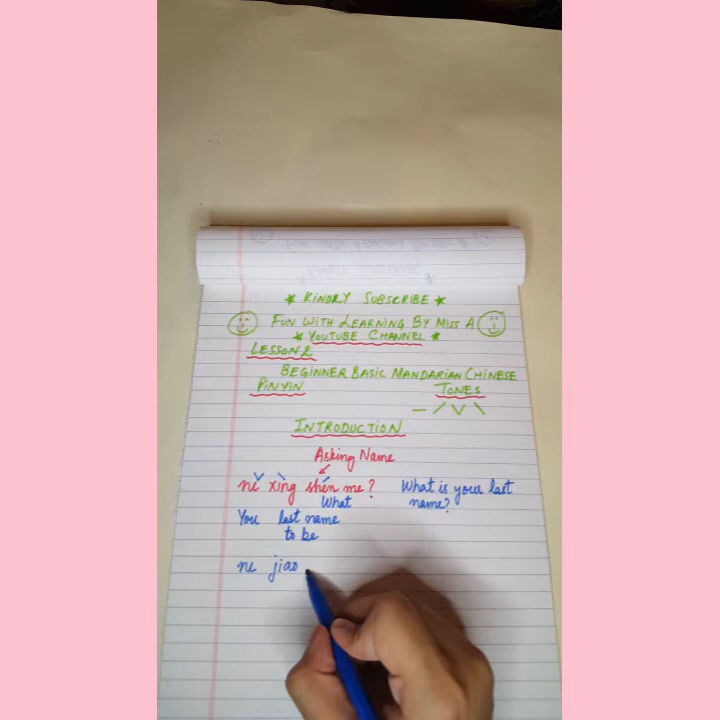 ★ KINDLY SUBSCRIBE ★
FUN WITH LEARNING BY MISS A
★ YOUTUBE CHANNEL ★
LESSON 2
BEGINNER BASIC MANDARIAN CHINESE
PINYIN TONES
— / ∨ \
INTRODUCTION
Asking Name
nǐ xìng shén me? What is your last
What name?
You last name
to be
ni jiao